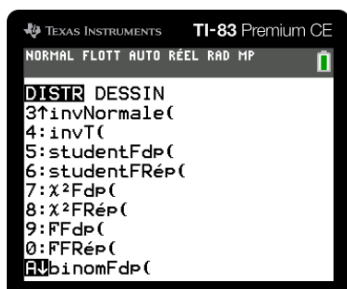 TEXAS INSTRUMENTS TI-83 Premium CE
NORMAL FLOTT AUTO RÉEL RAD MP
DISTR DESSIN
3↑invNormale(
4:invT(
5:studentFdp(
6:studentFRép(
7:χ²Fdp(
8:χ²FRép(
9:FFdp(
0:FFRép(
A↓binomFdp(